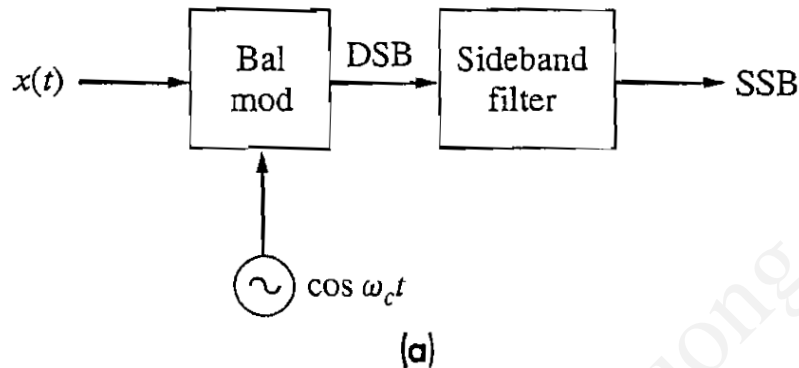 x(t)
Bal
mod
DSB
Sideband
filter
SSB
cos ω_c t
(a)